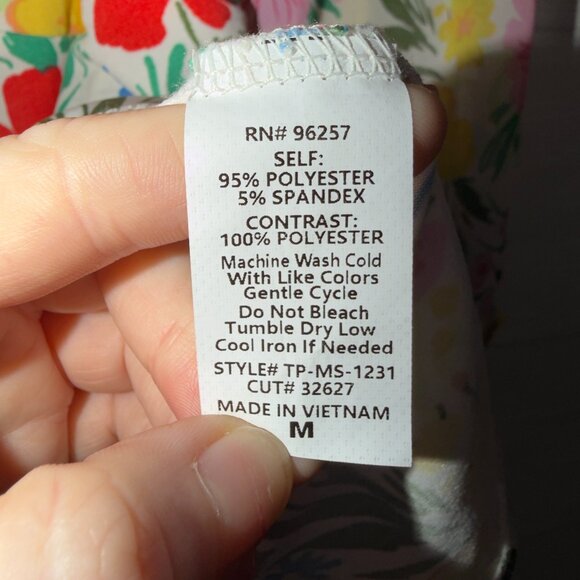 RN# 96257
SELF:
95% POLYESTER
5% SPANDEX
CONTRAST:
100% POLYESTER
Machine Wash Cold
With Like Colors
Gentle Cycle
Do Not Bleach
Tumble Dry Low
Cool Iron If Needed
STYLE# TP-MS-1231
CUT# 32627
MADE IN VIETNAM
M